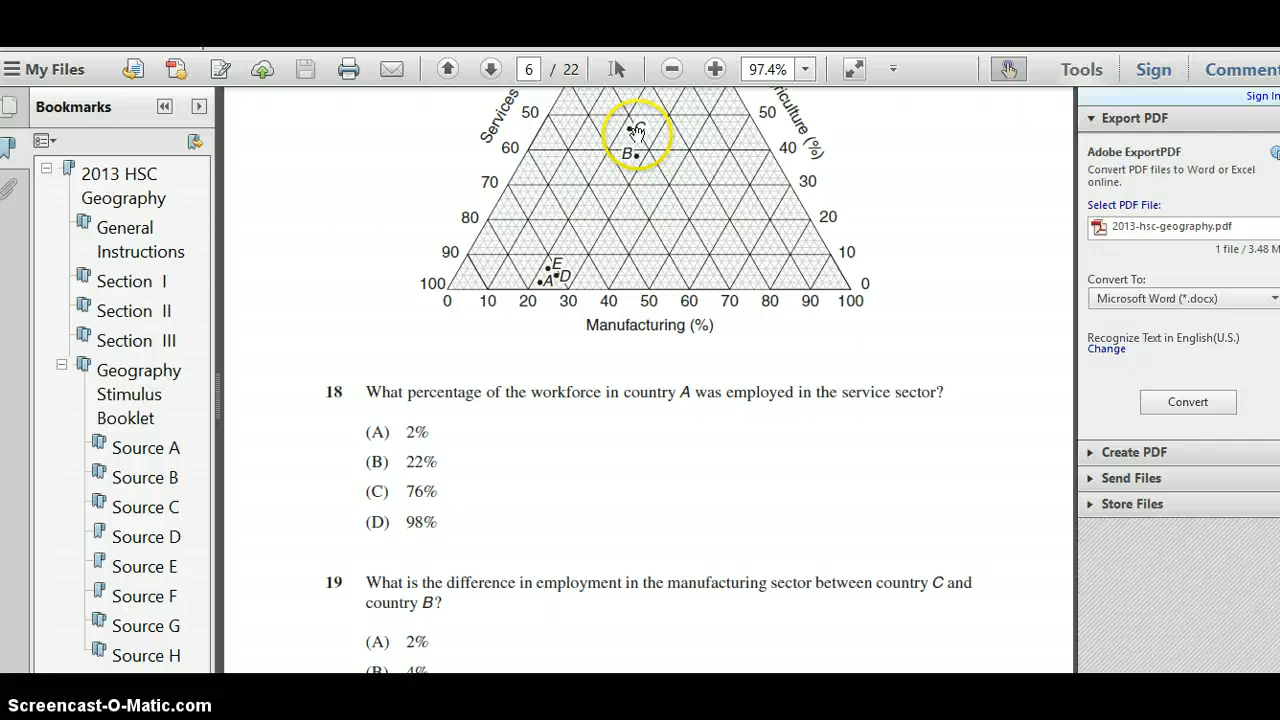 My Files
6 / 22
97.4%
Tools
Sign
Comment
Sign In
Bookmarks
2013 HSC
Geography
General
Instructions
Section I
Section II
Section III
Geography
Stimulus
Booklet
Source A
Source B
Source C
Source D
Source E
Source F
Source G
Source H
Services
50
60
70
80
90
100
C
B
E
D
A
50
40
30
20
10
0
riculture (%)
0 10 20 30 40 50 60 70 80 90 100
Manufacturing (%)
18 What percentage of the workforce in country A was employed in the service sector?
(A) 2%
(B) 22%
(C) 76%
(D) 98%
19 What is the difference in employment in the manufacturing sector between country C and
country B?
(A) 2%
(B) 4%
Export PDF
Adobe ExportPDF
Convert PDF files to Word or Excel
online.
Select PDF File:
2013-hsc-geography.pdf
1 file / 3.48 M
Convert To:
Microsoft Word (*.docx)
Recognize Text in English(U.S.)
Change
Convert
Create PDF
Send Files
Store Files
Screencast-O-Matic.com